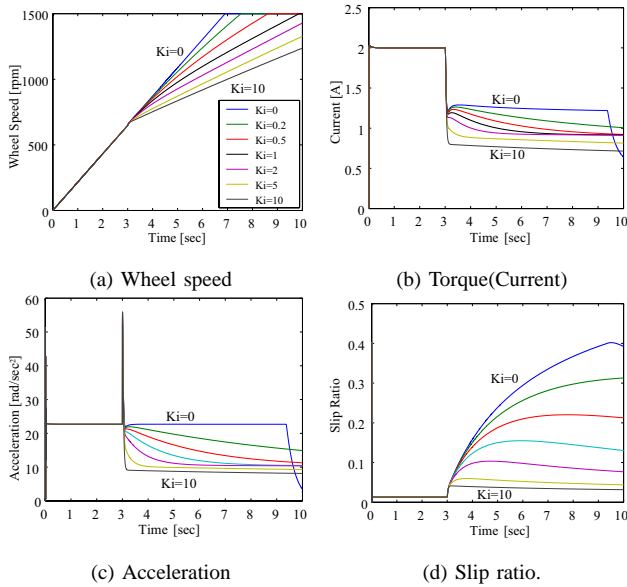 1500
1000
500
0
Wheel Speed [rpm]
Ki=0
Ki=10
Ki=0
Ki=0.2
Ki=0.5
Ki=1
Ki=2
Ki=5
Ki=10
0 1 2 3 4 5 6 7 8 9 10
Time [sec]
(a) Wheel speed
2.5
2
1.5
1
0.5
0
Current [A]
Ki=0
Ki=10
0 1 2 3 4 5 6 7 8 9 10
Time [sec]
(b) Torque(Current)
60
50
40
30
20
10
0
Acceleration [rad/sec²]
Ki=0
Ki=10
0 1 2 3 4 5 6 7 8 9 10
Time [sec]
(c) Acceleration
0.5
0.4
0.3
0.2
0.1
0
Slip Ratio
Ki=0
Ki=10
0 1 2 3 4 5 6 7 8 9 10
Time [sec]
(d) Slip ratio.